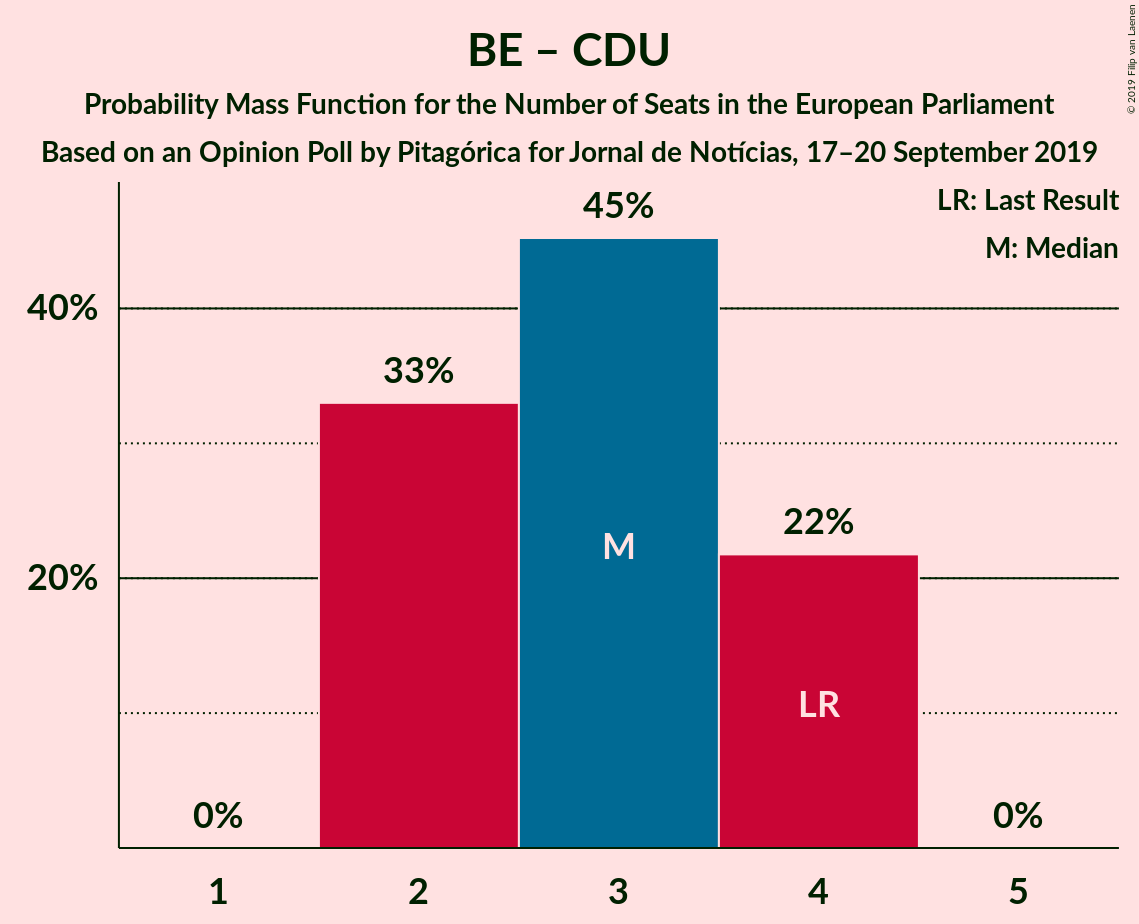 BE – CDU
Probability Mass Function for the Number of Seats in the European Parliament
Based on an Opinion Poll by Pitagórica for Jornal de Notícias, 17–20 September 2019
© 2019 Filip van Laenen
LR: Last Result
M: Median
45%
40%
33%
22%
M
20%
LR
0%
0%
1 2 3 4 5